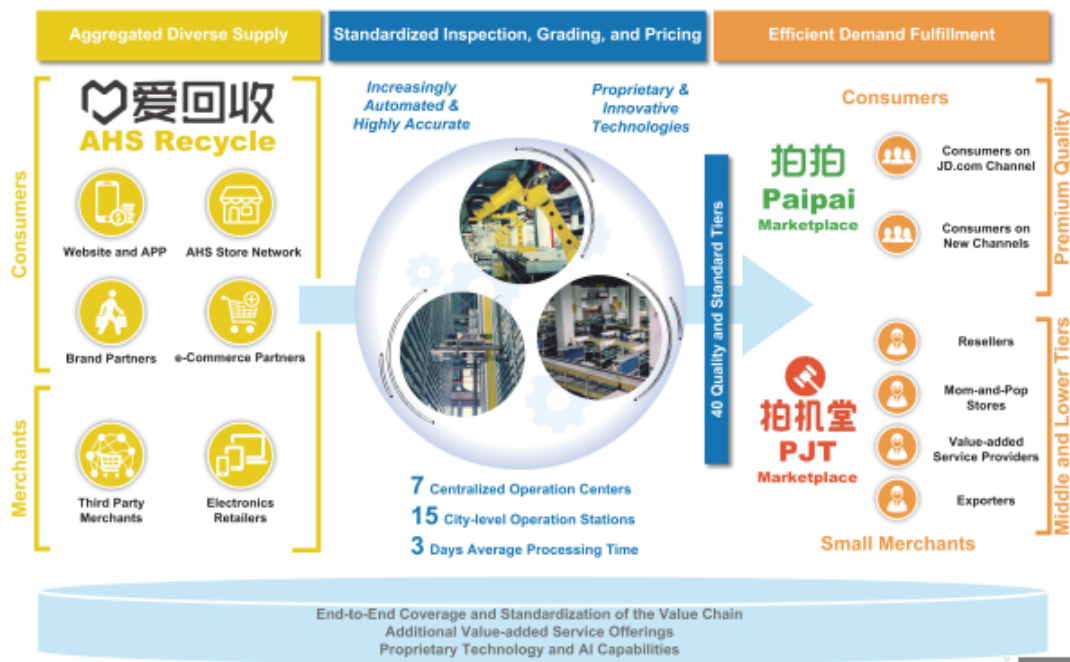 Aggregated Diverse Supply
Standardized Inspection, Grading, and Pricing
Efficient Demand Fulfillment
Consumers
爱回收
AHS Recycle
Website and APP
AHS Store Network
Brand Partners
e-Commerce Partners
Merchants
Third Party
Merchants
Electronics
Retailers
Increasingly
Automated &
Highly Accurate
Proprietary &
Innovative
Technologies
7 Centralized Operation Centers
15 City-level Operation Stations
3 Days Average Processing Time
40 Quality and Standard Tiers
Consumers
拍拍
Paipai
Marketplace
Consumers on
JD.com Channel
Consumers on
New Channels
Premium Quality
拍机堂
PJT
Marketplace
Resellers
Mom-and-Pop
Stores
Value-added
Service Providers
Exporters
Small Merchants
Middle and Lower Tiers
End-to-End Coverage and Standardization of the Value Chain
Additional Value-added Service Offerings
Proprietary Technology and AI Capabilities